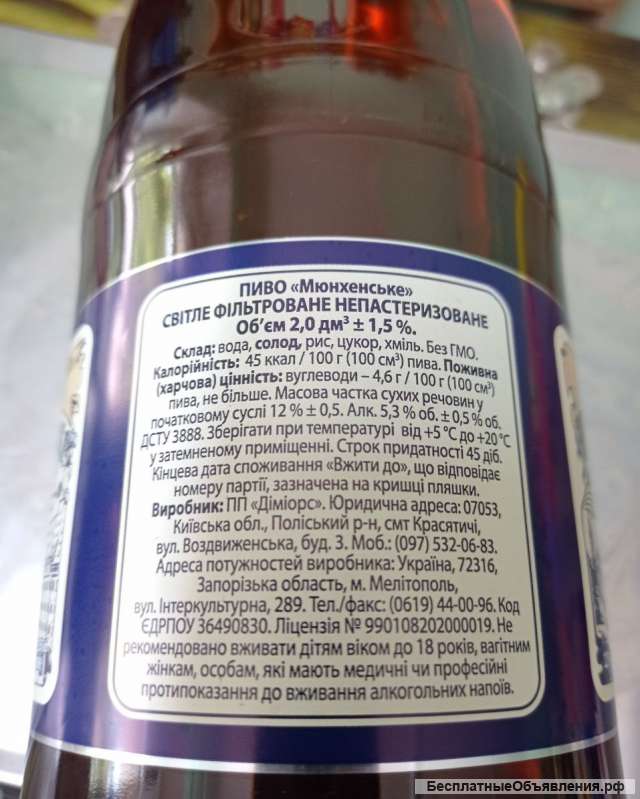 ПИВО «Мюнхенське»
СВІТЛЕ ФІЛЬТРОВАНЕ НЕПАСТЕРИЗОВАНЕ
Об’єм 2,0 дм³ ± 1,5 %.
Склад: вода, солод, рис, цукор, хміль. Без ГМО.
Калорійність: 45 ккал / 100 г (100 см³) пива. Поживна
(харчова) цінність: вуглеводи – 4,6 г / 100 г (100 см³)
пива, не більше. Масова частка сухих речовин у
початковому суслі 12 % ± 0,5. Алк. 5,3 % об. ± 0,5 % об.
ДСТУ 3888. Зберігати при температурі від +5 °С до +20 °С
у затемненому приміщенні. Строк придатності 45 діб.
Кінцева дата споживання «Вжити до», що відповідає
номеру партії, зазначена на кришці пляшки.
Виробник: ПП «Діміорс». Юридична адреса: 07053,
Київська обл., Поліський р-н, смт Красятичі,
вул. Воздвиженська, буд. 3. Моб.: (097) 532-06-83.
Адреса потужностей виробника: Україна, 72316,
Запорізька область, м. Мелітополь,
вул. Інтеркультурна, 289. Тел./факс: (0619) 44-00-96. Код
ЄДРПОУ 36490830. Ліцензія № 990108202000019. Не
рекомендовано вживати дітям віком до 18 років, вагітним
жінкам, особам, які мають медичні чи професійні
протипоказання до вживання алкогольних напоїв.
БесплатныеОбъявления.рф